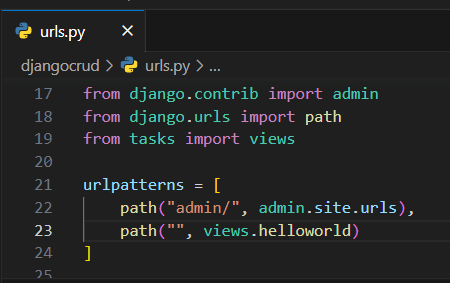 urls.py ×
djangocrud > urls.py > ...
17 from django.contrib import admin
18 from django.urls import path
19 from tasks import views
20
21 urlpatterns = [
22     path("admin/", admin.site.urls),
23     path("", views.helloworld)
24 ]
25